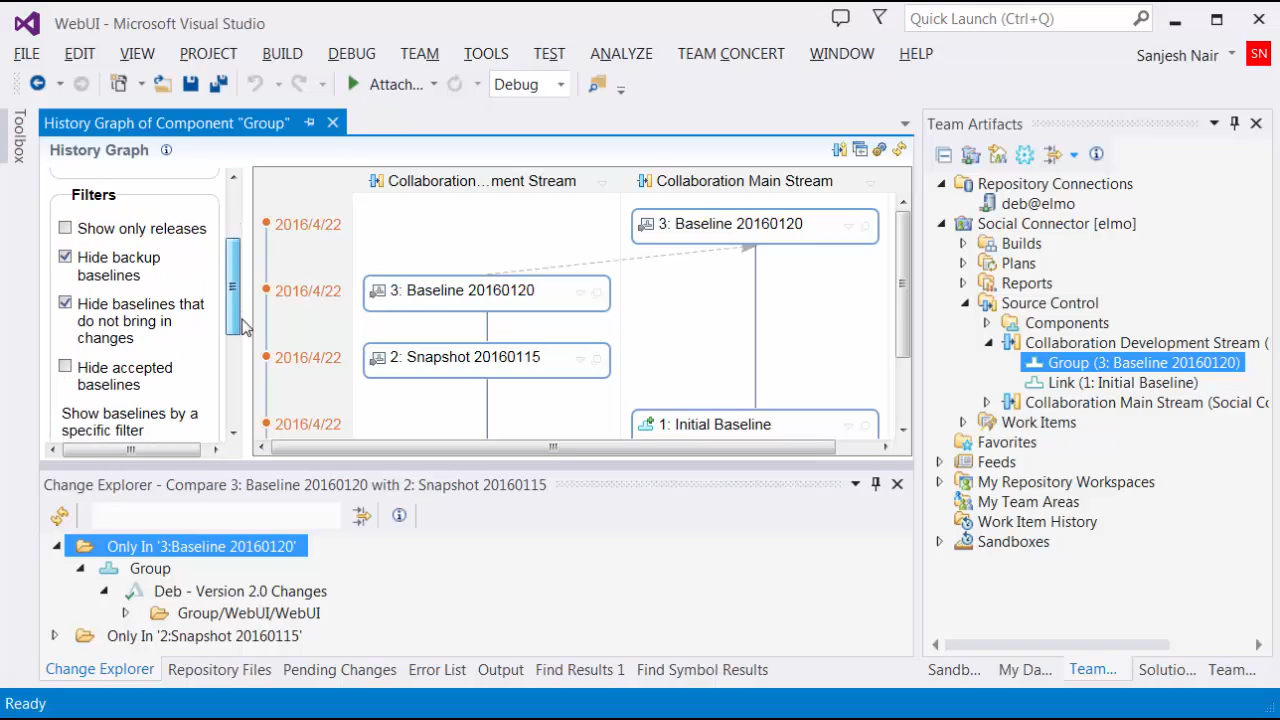 WebUI - Microsoft Visual Studio
Quick Launch (Ctrl+Q)
FILE EDIT VIEW PROJECT BUILD DEBUG TEAM TOOLS TEST ANALYZE TEAM CONCERT WINDOW HELP
Sanjesh Nair SN
Attach... Debug
Toolbox
History Graph of Component "Group"
History Graph
Filters
Show only releases
Hide backup
baselines
Hide baselines that
do not bring in
changes
Hide accepted
baselines
Show baselines by a
specific filter
Collaboration...ment Stream
Collaboration Main Stream
2016/4/22
3: Baseline 20160120
2016/4/22
3: Baseline 20160120
2016/4/22
2: Snapshot 20160115
2016/4/22
1: Initial Baseline
Change Explorer - Compare 3: Baseline 20160120 with 2: Snapshot 20160115
Only In '3:Baseline 20160120'
Group
Deb - Version 2.0 Changes
Group/WebUI/WebUI
Only In '2:Snapshot 20160115'
Change Explorer Repository Files Pending Changes Error List Output Find Results 1 Find Symbol Results
Team Artifacts
Repository Connections
deb@elmo
Social Connector [elmo]
Builds
Plans
Reports
Source Control
Components
Collaboration Development Stream (
Group (3: Baseline 20160120)
Link (1: Initial Baseline)
Collaboration Main Stream (Social Co
Work Items
Favorites
Feeds
My Repository Workspaces
My Team Areas
Work Item History
Sandboxes
Sandb... My Da... Team... Solutio... Team...
Ready